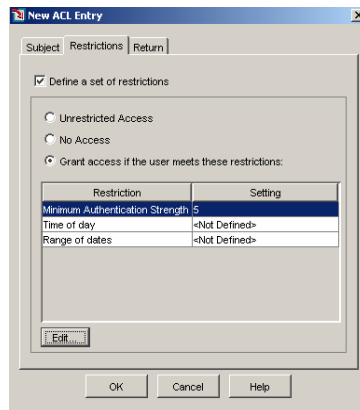 New ACL Entry
Subject Restrictions Return
Define a set of restrictions
Unrestricted Access
No Access
Grant access if the user meets these restrictions:
Restriction Setting
Minimum Authentication Strength 5
Time of day <Not Defined>
Range of dates <Not Defined>
Edit...
OK Cancel Help